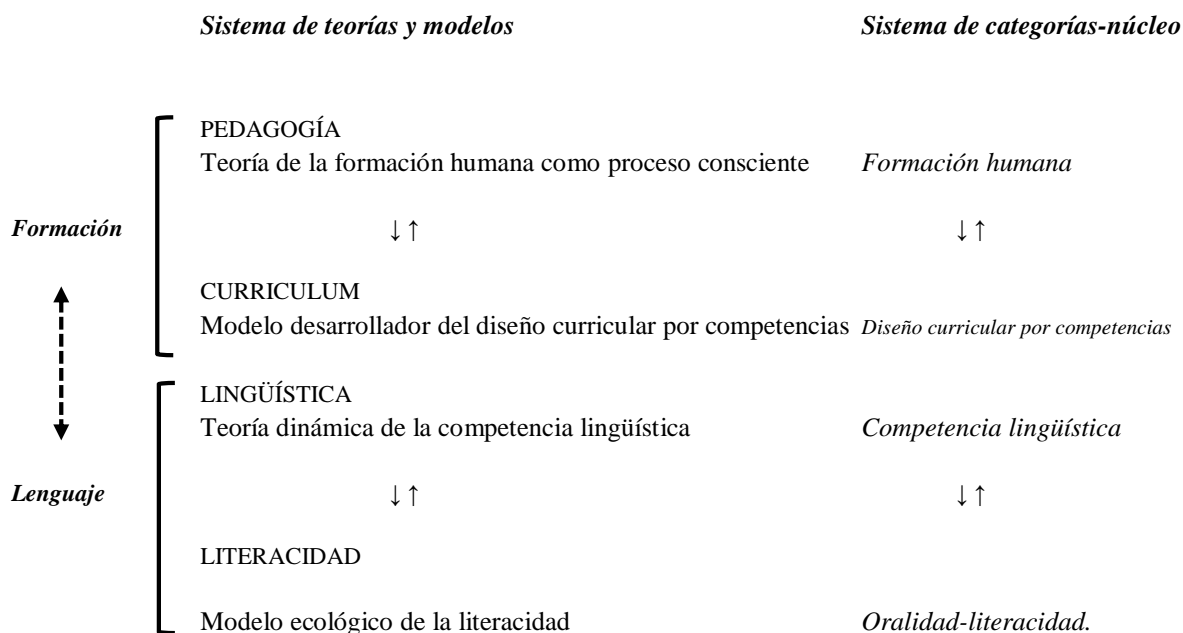 Sistema de teorías y modelos Sistema de categorías-núcleo
PEDAGOGÍA
Teoría de la formación humana como proceso consciente Formación humana
Formación ↓↑ ↓↑
CURRICULUM
Modelo desarrollador del diseño curricular por competencias Diseño curricular por competencias
LINGÜÍSTICA
Teoría dinámica de la competencia lingüística Competencia lingüística
Lenguaje ↓↑ ↓↑
LITERACIDAD
Modelo ecológico de la literacidad Oralidad-literacidad.